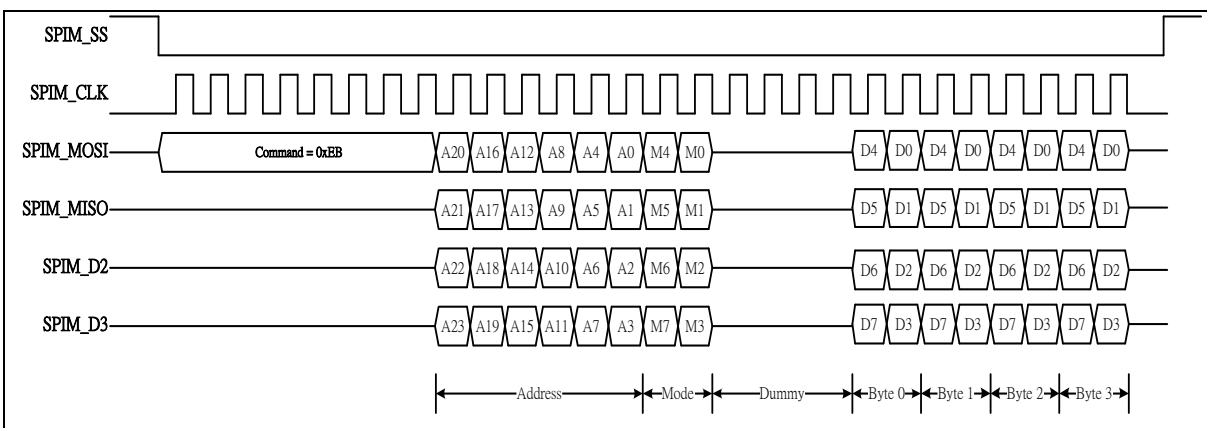 SPIM_SS
SPIM_CLK
SPIM_MOSI Command = 0xEB A20 A16 A12 A8 A4 A0 M4 M0 D4 D0 D4 D0 D4 D0 D4 D0
SPIM_MISO A21 A17 A13 A9 A5 A1 M5 M1 D5 D1 D5 D1 D5 D1 D5 D1
SPIM_D2 A22 A18 A14 A10 A6 A2 M6 M2 D6 D2 D6 D2 D6 D2 D6 D2
SPIM_D3 A23 A19 A15 A11 A7 A3 M7 M3 D7 D3 D7 D3 D7 D3 D7 D3
Address Mode Dummy Byte 0 Byte 1 Byte 2 Byte 3